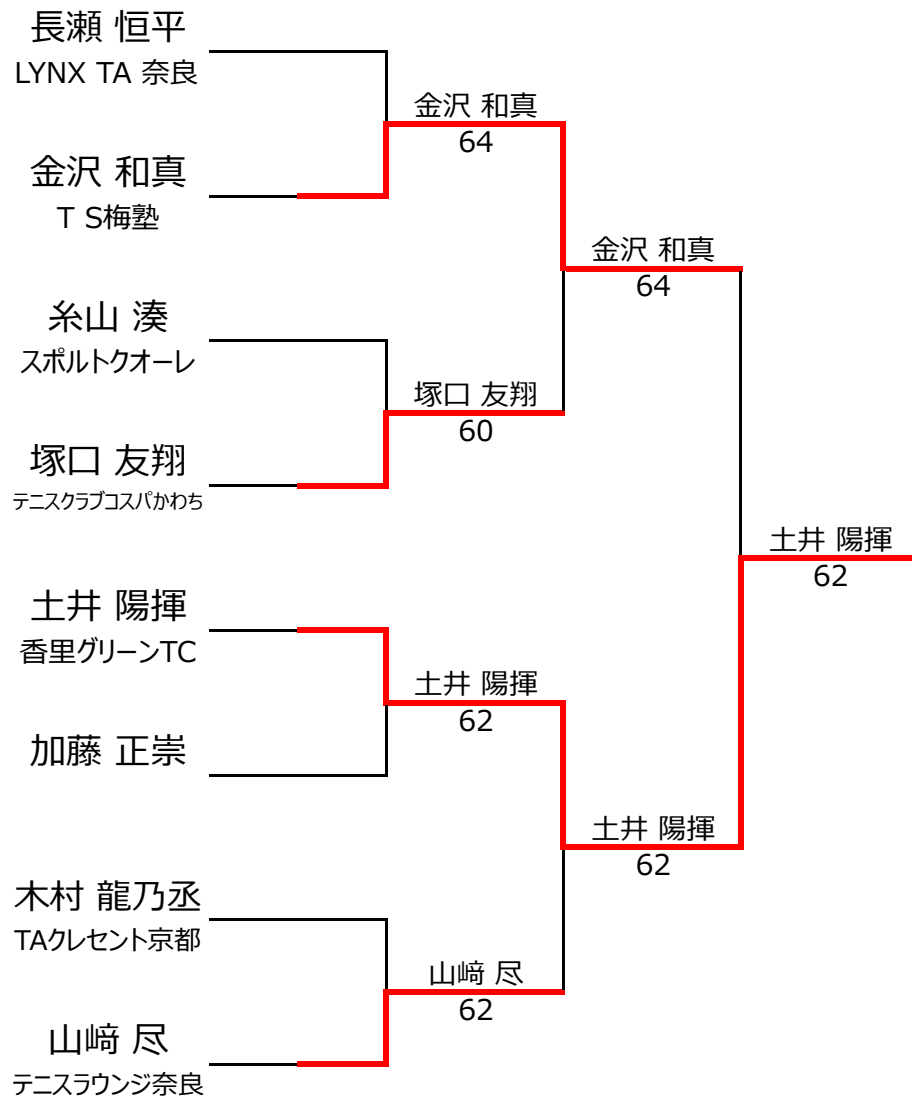 長瀬 恒平
LYNX TA 奈良
金沢 和真
64
金沢 和真
T S梅塾
金沢 和真
64
糸山 湊
スポルトクオーレ
塚口 友翔
60
塚口 友翔
テニスクラブコスパかわち
土井 陽揮
62
土井 陽揮
香里グリーンTC
土井 陽揮
62
加藤 正崇
土井 陽揮
62
木村 龍乃丞
TAクレセント京都
山﨑 尽
62
山﨑 尽
テニスラウンジ奈良